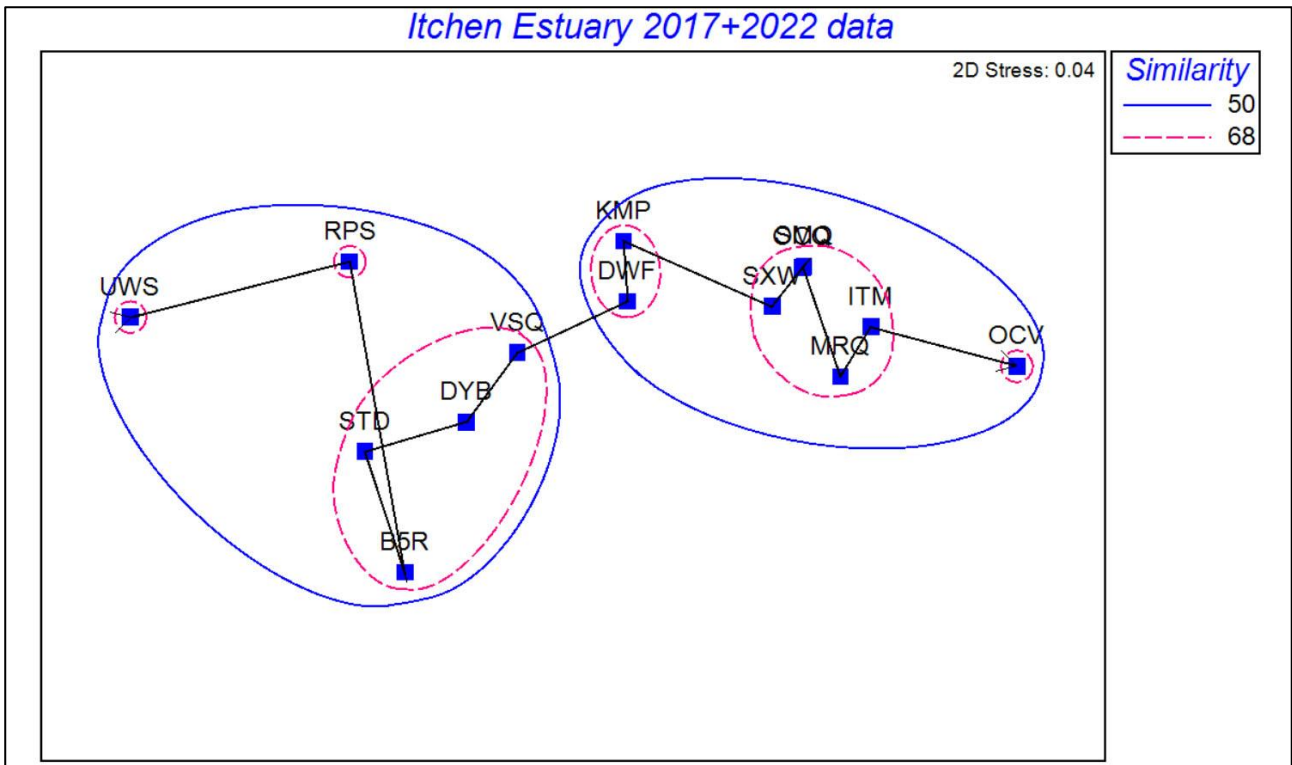 Itchen Estuary 2017+2022 data
2D Stress: 0.04
Similarity
50
68
KMP
RPS
DWF
SXW
ITM
UWS
VSQ
MRQ
OCV
DYB
STD
B5R